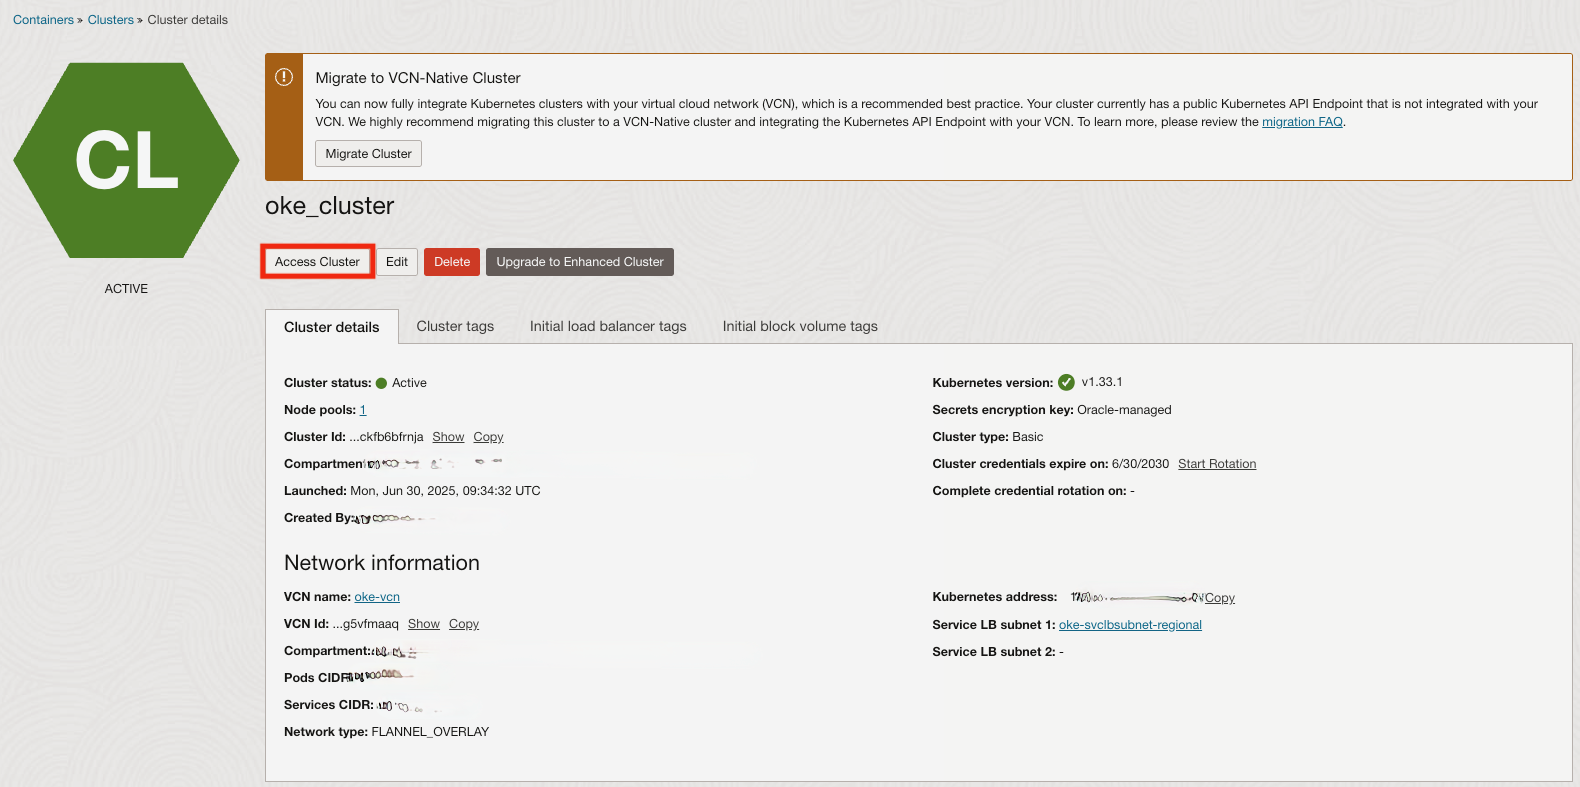 Containers » Clusters » Cluster details
CL
ACTIVE
Migrate to VCN-Native Cluster
You can now fully integrate Kubernetes clusters with your virtual cloud network (VCN), which is a recommended best practice. Your cluster currently has a public Kubernetes API Endpoint that is not integrated with your
VCN. We highly recommend migrating this cluster to a VCN-Native cluster and integrating the Kubernetes API Endpoint with your VCN. To learn more, please review the migration FAQ.
Migrate Cluster
oke_cluster
Access Cluster Edit Delete Upgrade to Enhanced Cluster
Cluster details Cluster tags Initial load balancer tags Initial block volume tags
Cluster status: Active
Node pools: 1
Cluster Id: ...ckfb6bfrnja Show Copy
Compartmen
Launched: Mon, Jun 30, 2025, 09:34:32 UTC
Created By:
Kubernetes version: v1.33.1
Secrets encryption key: Oracle-managed
Cluster type: Basic
Cluster credentials expire on: 6/30/2030 Start Rotation
Complete credential rotation on: -
Network information
VCN name: oke-vcn
VCN Id: ...g5vfmaaq Show Copy
Compartment:
Pods CIDR
Services CIDR:
Network type: FLANNEL_OVERLAY
Kubernetes address: Copy
Service LB subnet 1: oke-svclbsubnet-regional
Service LB subnet 2: -